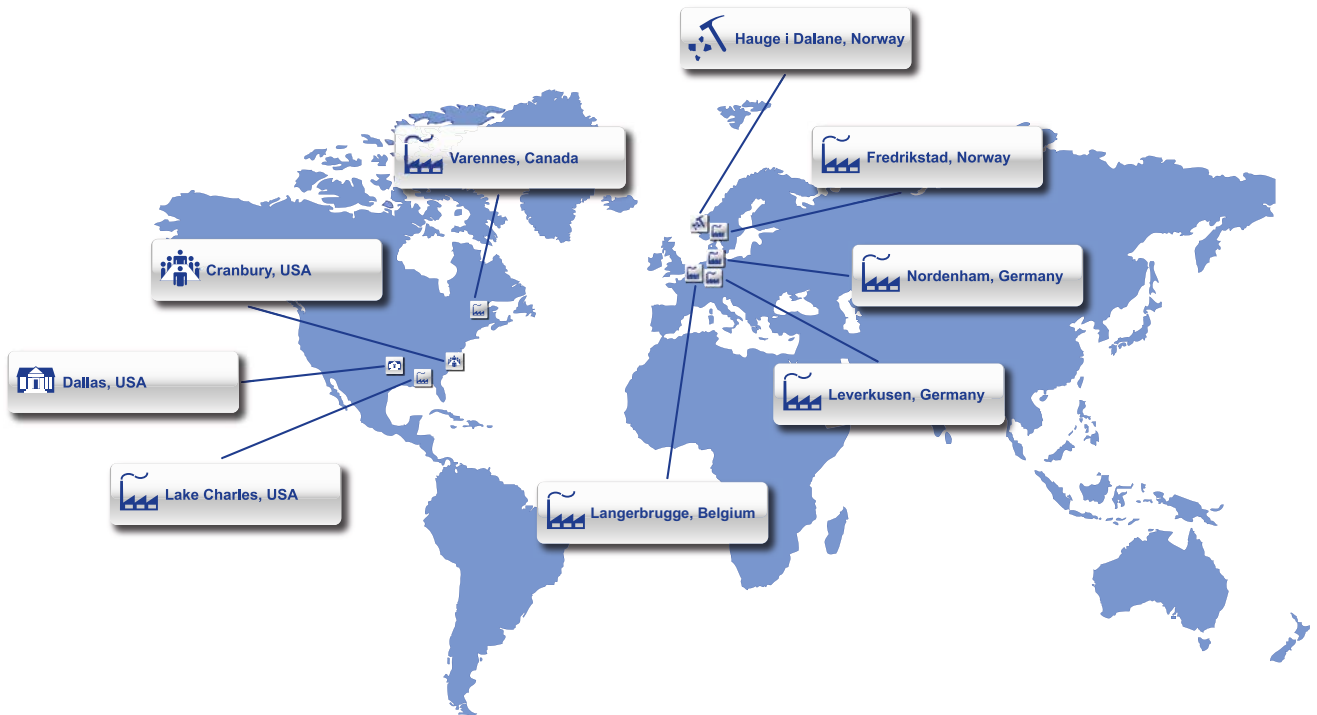 Hauge i Dalane, Norway
Varennes, Canada
Fredrikstad, Norway
Cranbury, USA
Nordenham, Germany
Dallas, USA
Leverkusen, Germany
Lake Charles, USA
Langerbrugge, Belgium